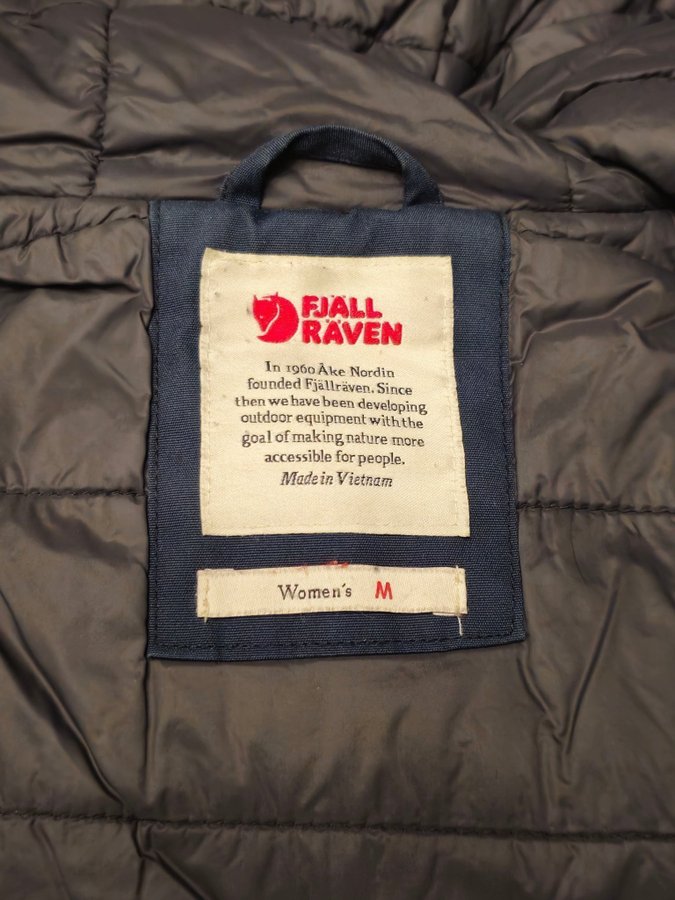 FJÄLL
RÄVEN
In 1960 Åke Nordin
founded Fjällräven. Since
then we have been developing
outdoor equipment with the
goal of making nature more
accessible for people.
Made in Vietnam
Women's M